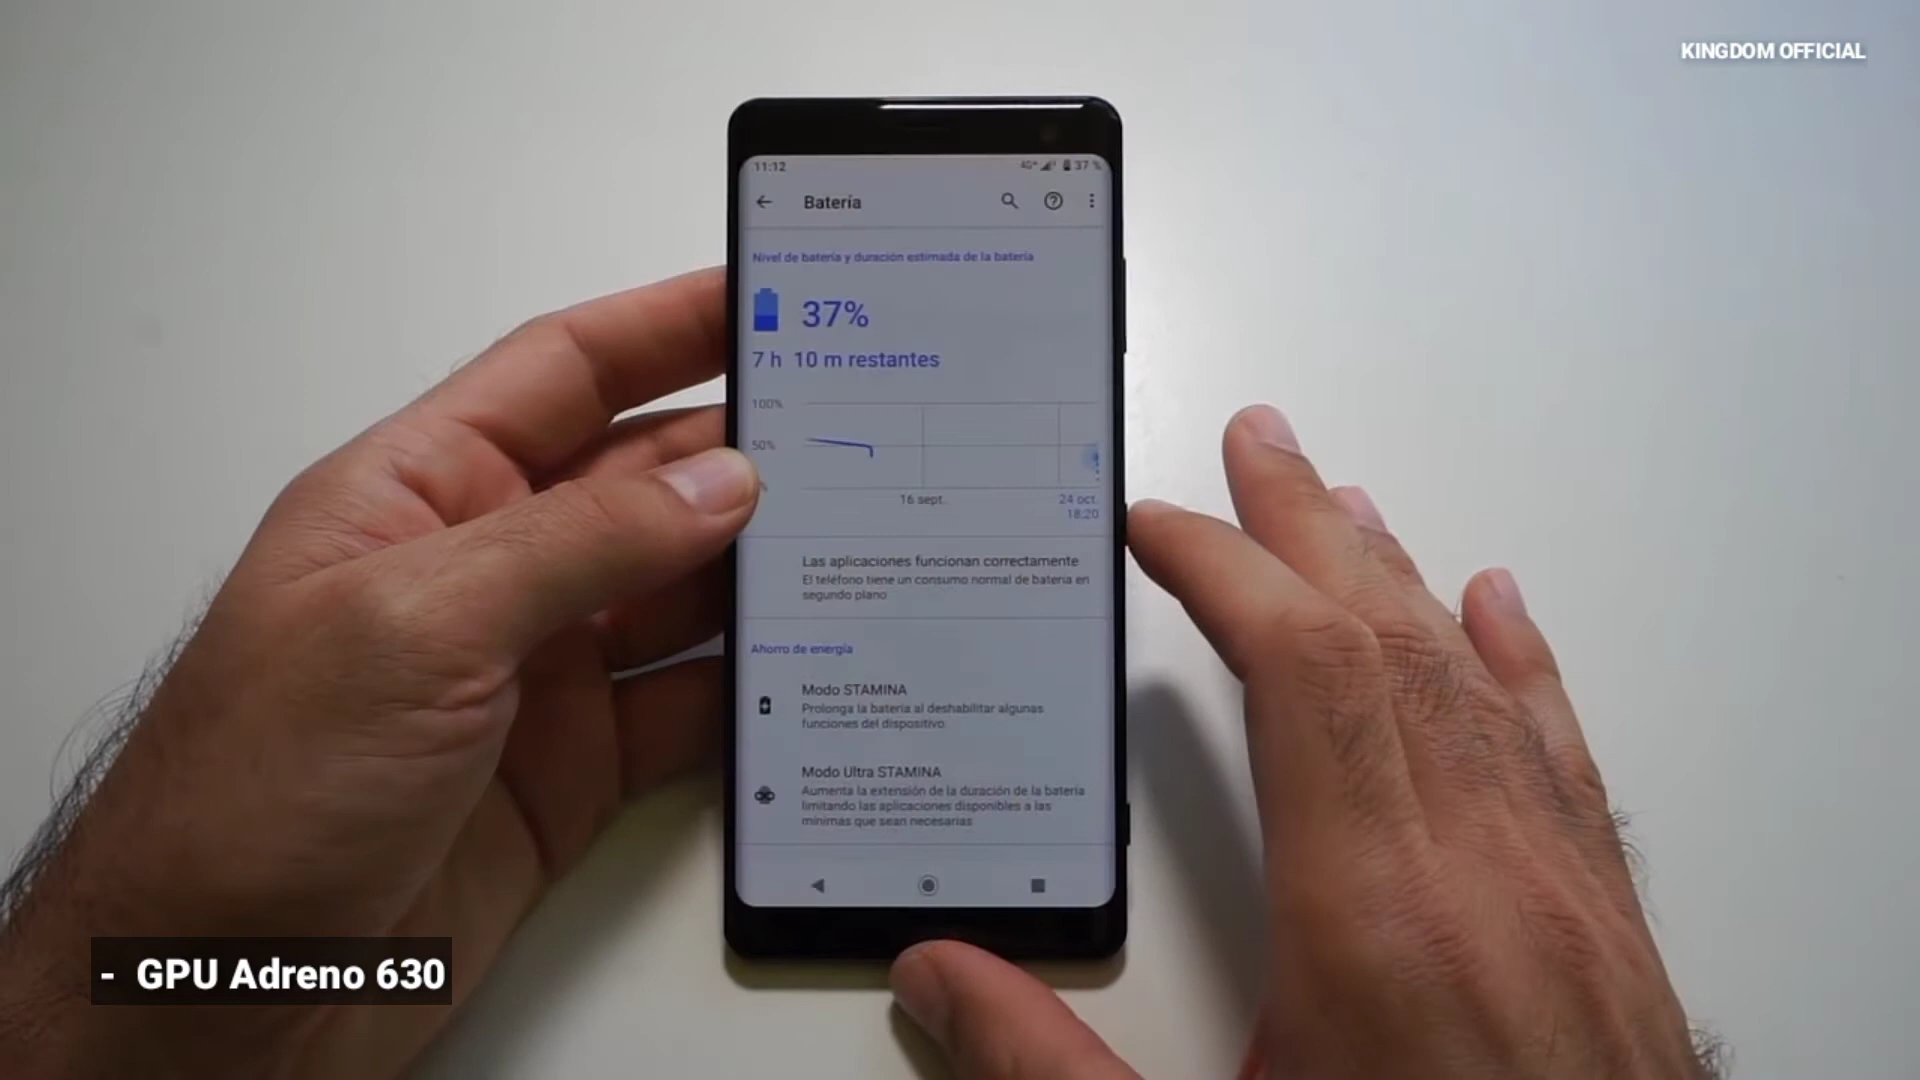 KINGDOM OFFICIAL
11:12
4G+ 37 %
Batería
Nivel de batería y duración estimada de la batería
37%
7 h 10 m restantes
100%
50%
%
16 sept.
24 oct.
18:20
Las aplicaciones funcionan correctamente
El teléfono tiene un consumo normal de batería en
segundo plano
Ahorro de energía
Modo STAMINA
Prolonga la batería al deshabilitar algunas
funciones del dispositivo.
Modo Ultra STAMINA
Aumenta la extensión de la duración de la batería
limitando las aplicaciones disponibles a las
mínimas que sean necesarias
- GPU Adreno 630